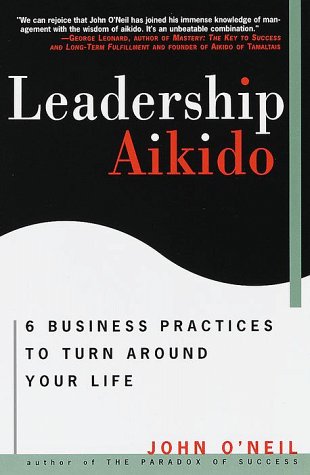 "We can rejoice that John O'Neil has joined his immense knowledge of man-
agement with the wisdom of aikido. It's an unbeatable combination."
—George Leonard, author of Mastery: The Key to Success
and Long-Term Fulfillment and founder of Aikido of Tamaltais
Leadership
Aikido
6 BUSINESS PRACTICES
TO TURN AROUND
YOUR LIFE
JOHN O'NEIL
author of THE PARADOX OF SUCCESS